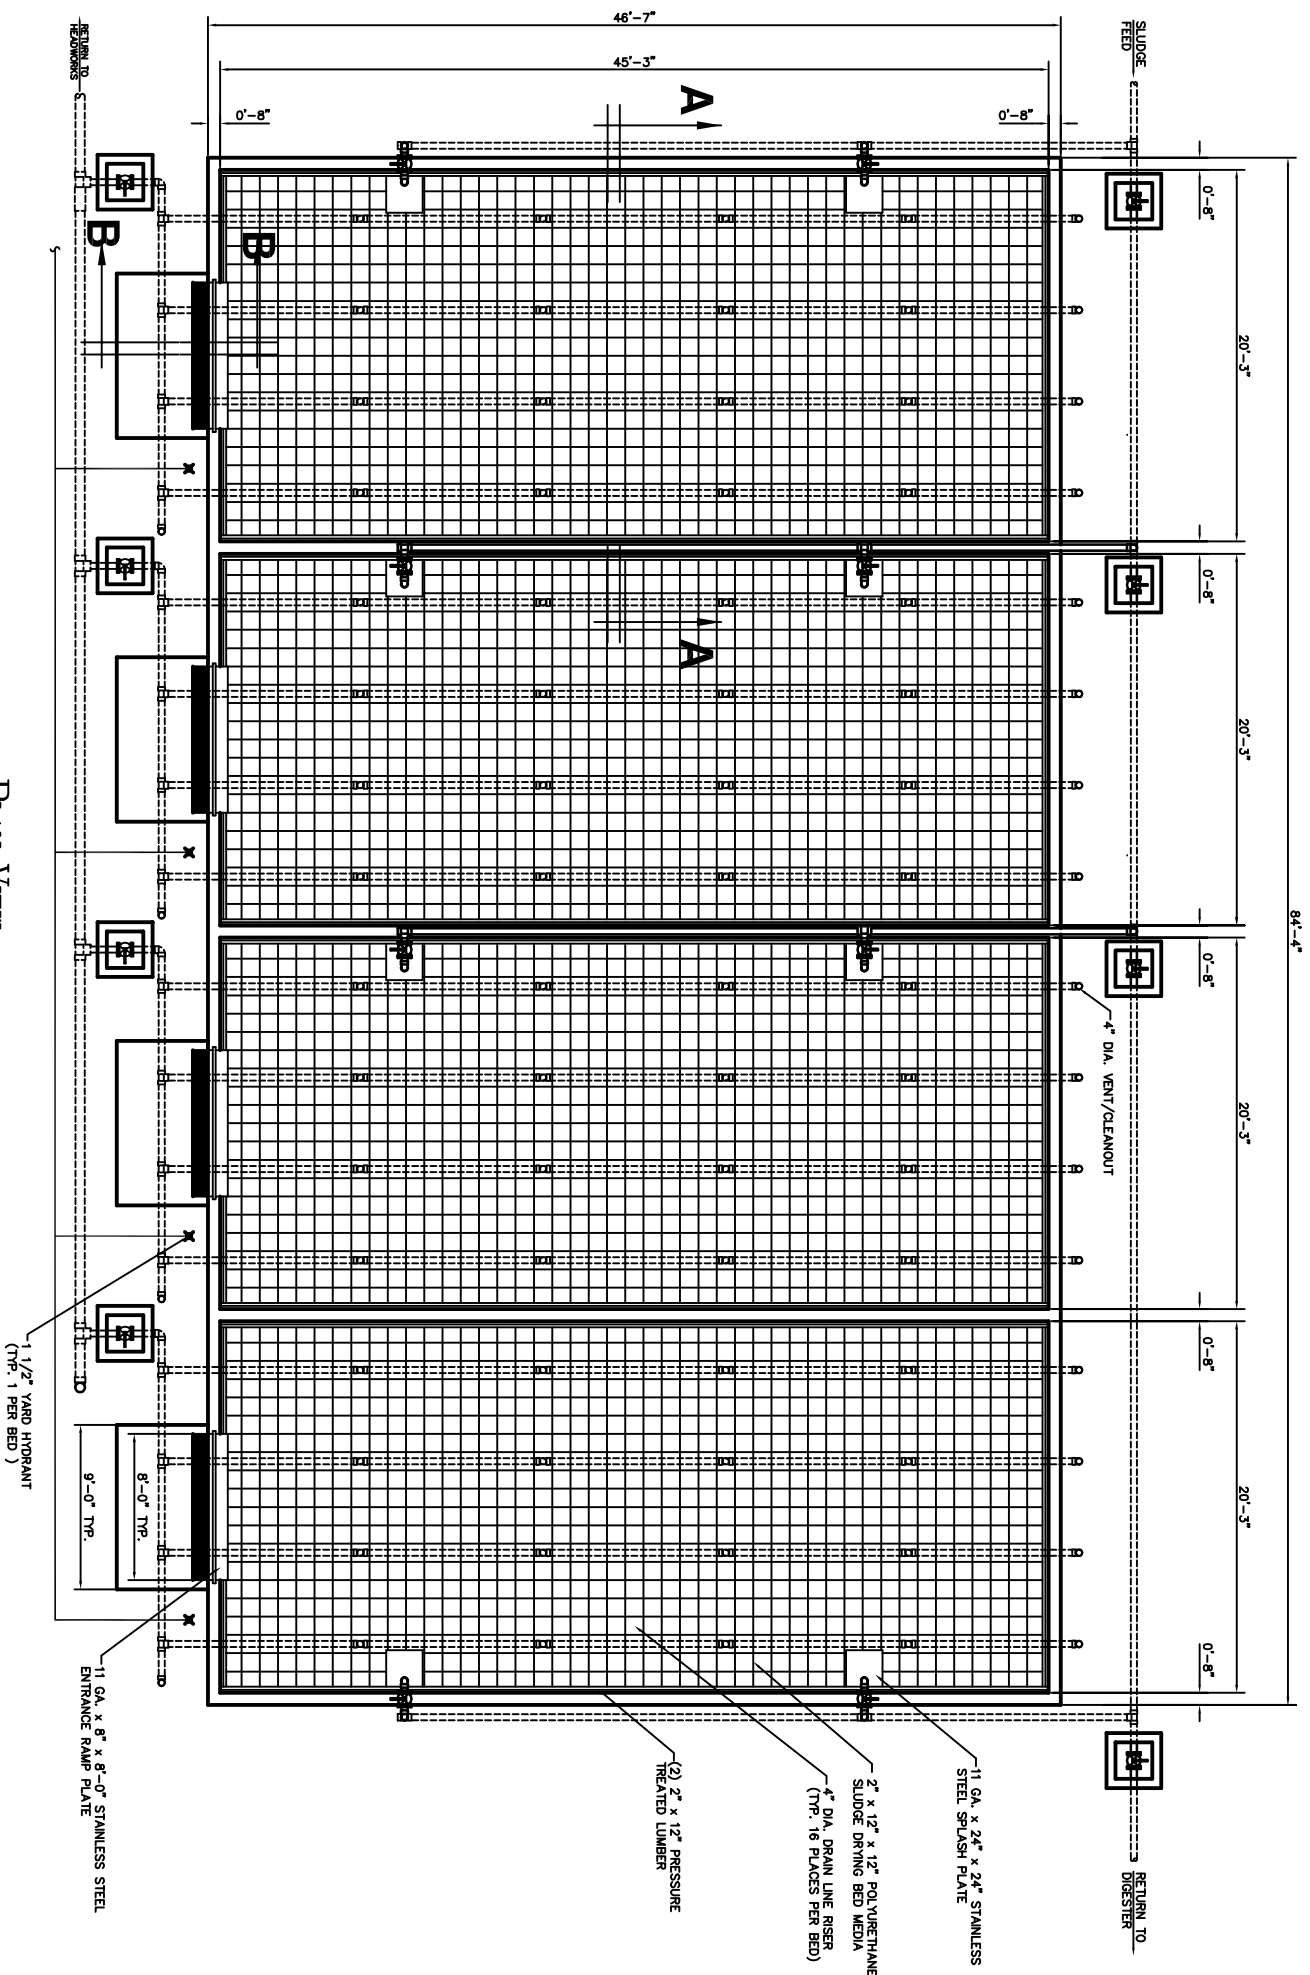 SLUDGE
FEED
84'-4"
0'-8"
20'-3"
0'-8"
20'-3"
0'-8"
20'-3"
0'-8"
20'-3"
0'-8"
RETURN TO
DIGESTER
46'-7"
45'-3"
0'-8"
0'-8"
A
A
B
B
4" DIA. VENT/CLEANOUT
11 GA. x 24" x 24" STAINLESS
STEEL SPLASH PLATE
2" x 12" x 12" POLYURETHANE
SLUDGE DRYING BED MEDIA
4" DIA. DRAIN LINE RISER
(TYP. 16 PLACES PER BED)
(2) 2" x 12" PRESSURE
TREATED LUMBER
RETURN TO
HEADWORKS
8'-0" TYP.
9'-0" TYP.
11 GA. x 8" x 8'-0" STAINLESS STEEL
ENTRANCE RAMP PLATE
1 1/2" YARD HYDRANT
(TYP. 1 PER BED )